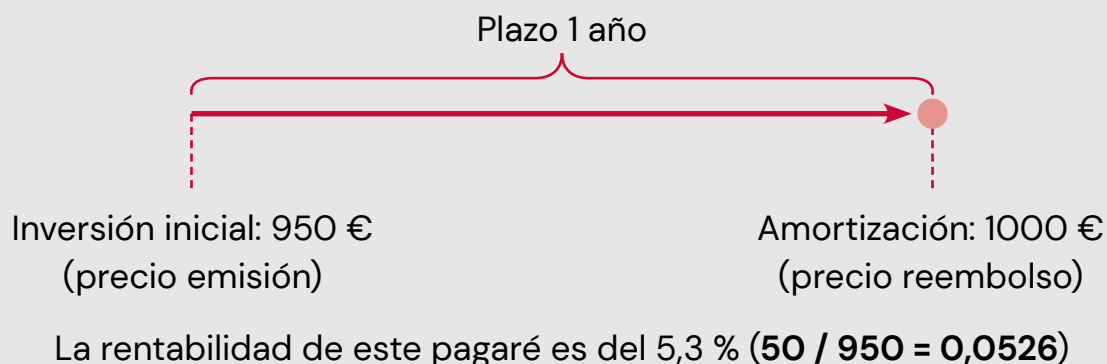 Plazo 1 año
Inversión inicial: 950 €
(precio emisión)
Amortización: 1000 €
(precio reembolso)
La rentabilidad de este pagaré es del 5,3 % (50 / 950 = 0,0526)